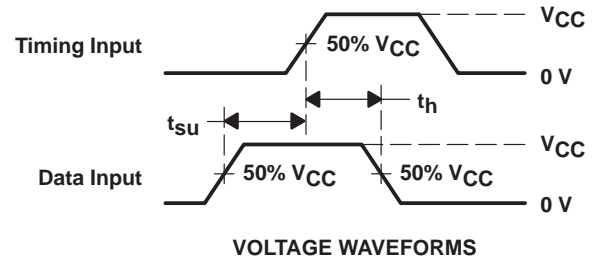 VCC
Timing Input
50% VCC
0 V
th
tsu
VCC
Data Input
50% VCC
50% VCC
0 V
VOLTAGE WAVEFORMS